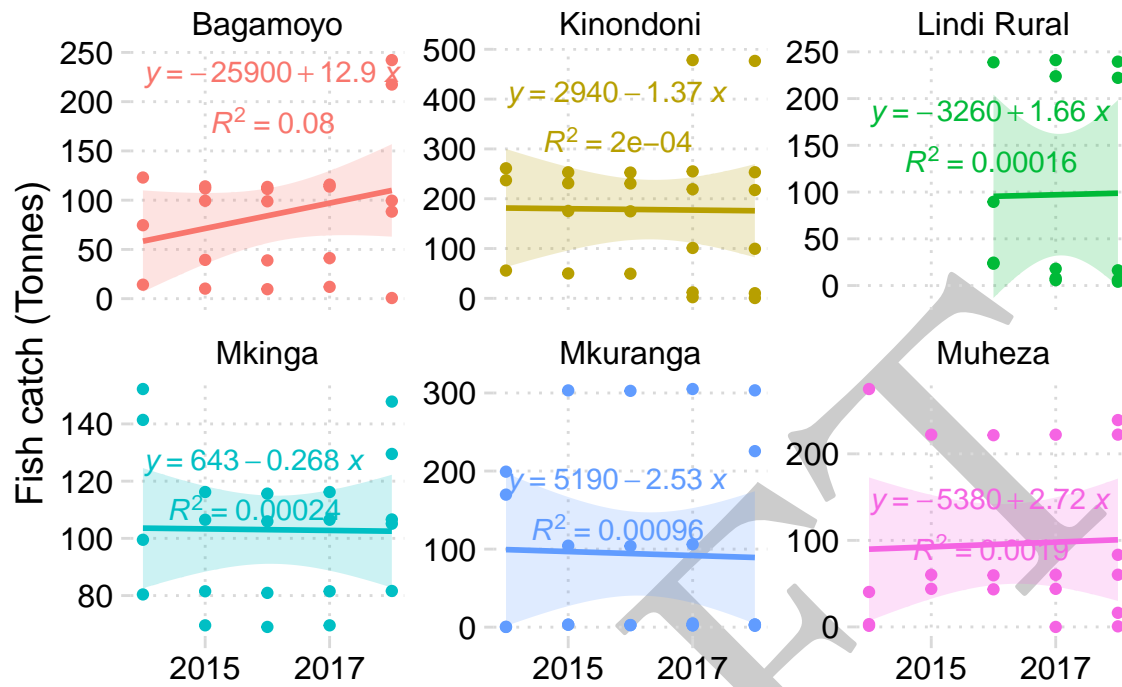 Bagamoyo
Kinondoni
Lindi Rural
250
200
150
100
50
0
y = −25900 + 12.9 x
R² = 0.08
500
400
300
200
100
0
y = 2940 − 1.37 x
R² = 2e−04
250
200
150
100
50
0
y = −3260 + 1.66 x
R² = 0.00016
Fish catch (Tonnes)
Mkinga
Mkuranga
Muheza
140
120
100
80
y = 643 − 0.268 x
R² = 0.00024
300
200
100
0
y = 5190 − 2.53 x
R² = 0.00096
200
100
0
y = −5380 + 2.72 x
R² = 0.0019
2015
2017
2015
2017
2015
2017